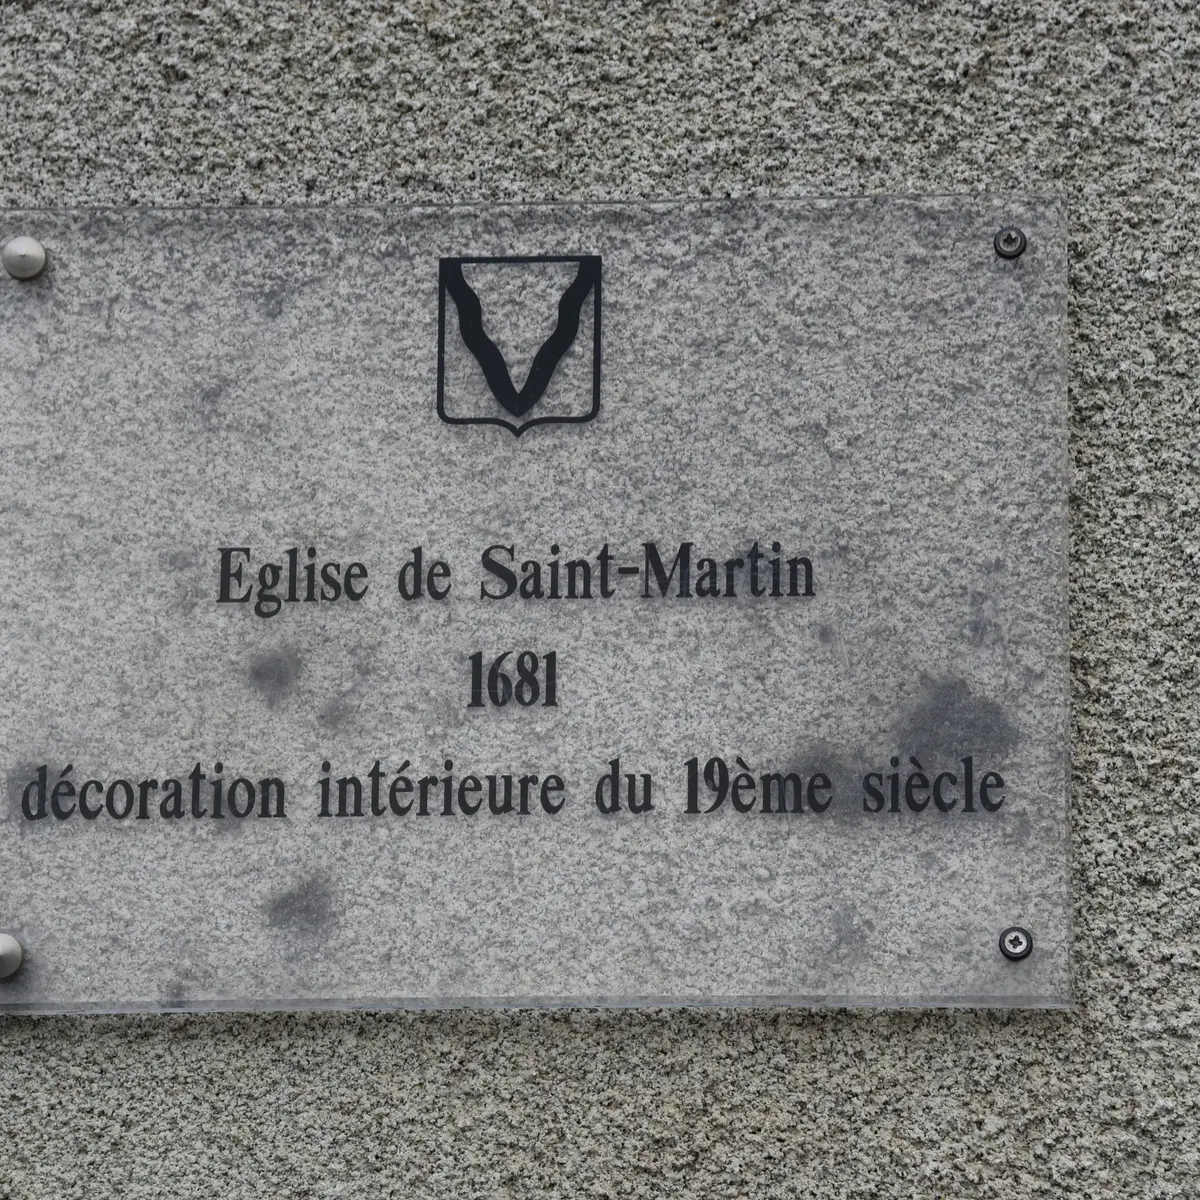 Eglise de Saint-Martin
1681
décoration intérieure du 19ème siècle